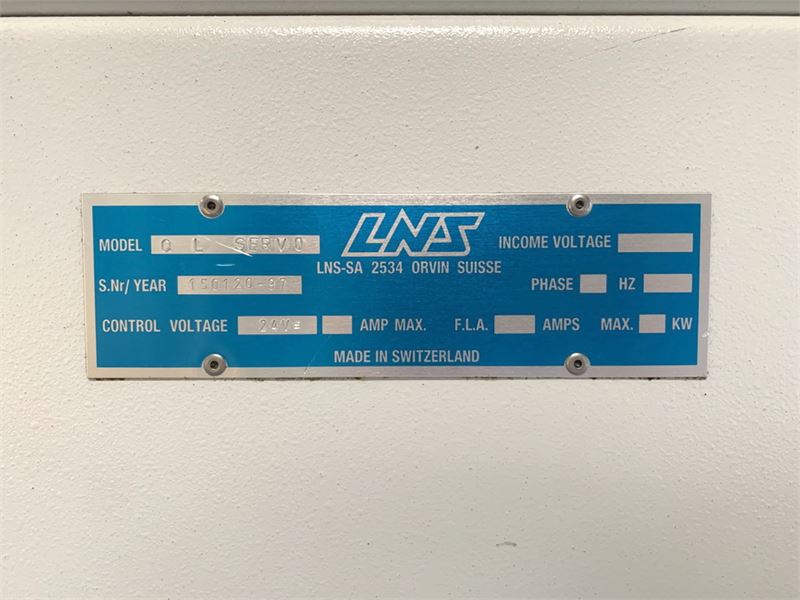 LNS
MODEL Q L SERVO INCOME VOLTAGE
LNS-SA 2534 ORVIN SUISSE
S.Nr/ YEAR 150120-97 PHASE HZ
CONTROL VOLTAGE 24V= AMP MAX. F.L.A. AMPS MAX. KW
MADE IN SWITZERLAND